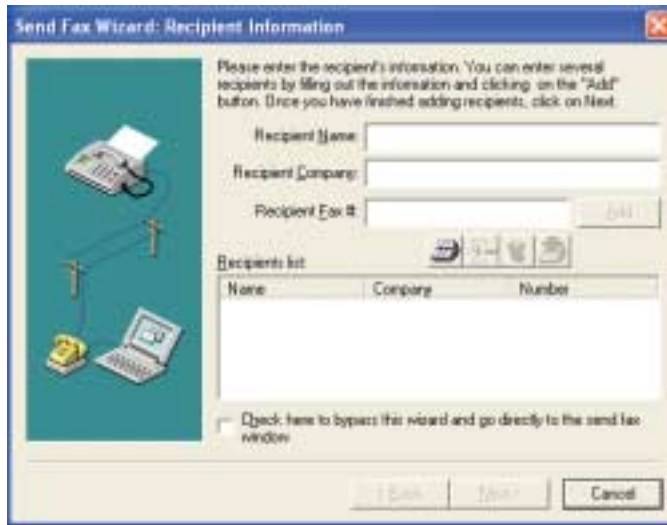 Send Fax Wizard: Recipient Information
Please enter the recipient's information. You can enter several
recipients by filling out the information and clicking on the "Add"
button. Once you have finished adding recipients, click on Next.
Recipient Name:
Recipient Company:
Recipient Fax #:
Add
Recipients list
Name Company Number
Check here to bypass this wizard and go directly to the send fax
window
< Back Next > Cancel